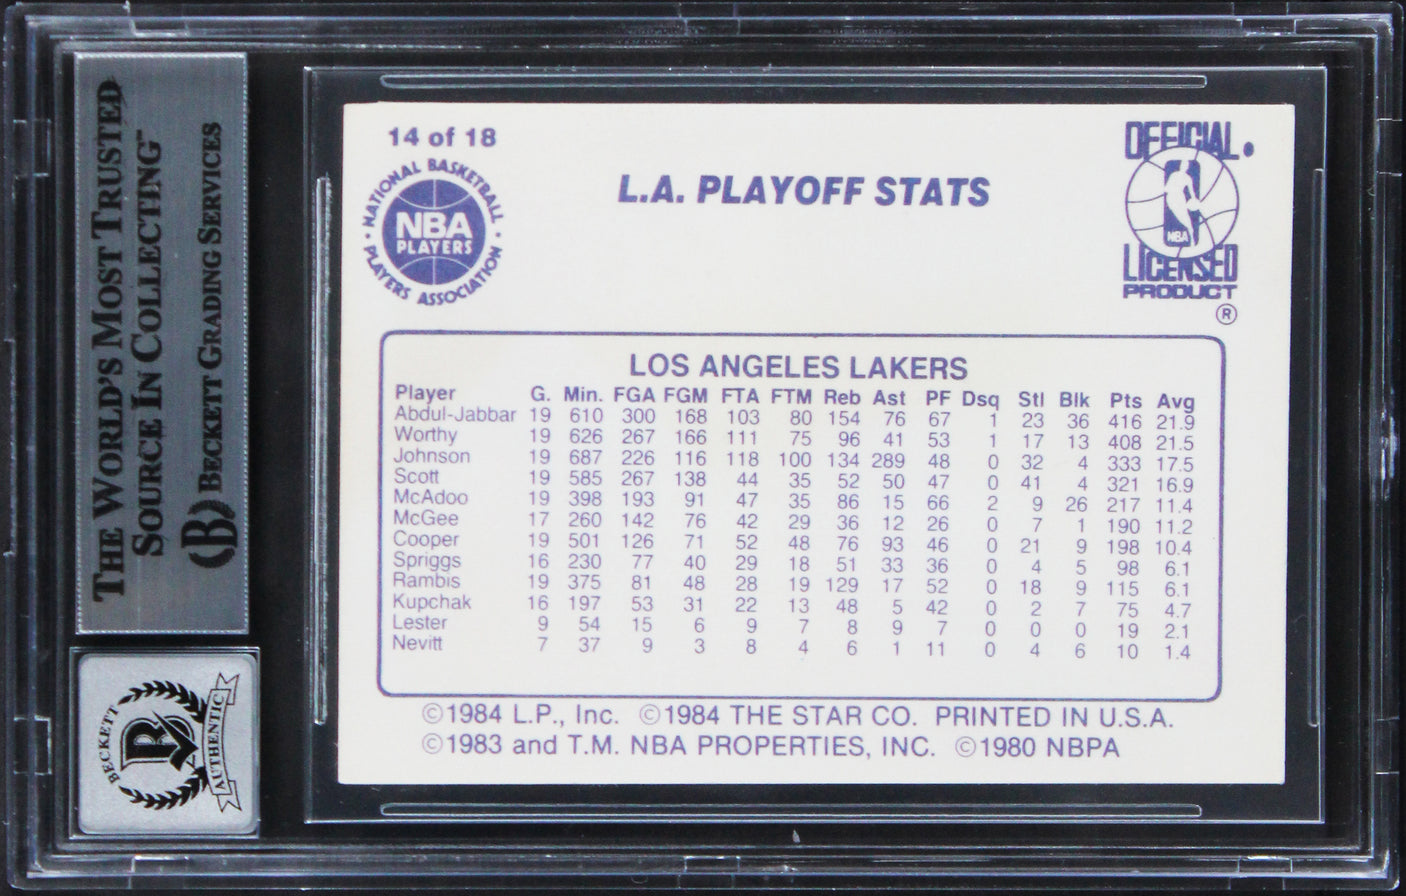 THE WORLD'S MOST TRUSTED
SOURCE IN COLLECTING™
(B) BECKETT GRADING SERVICES
BECKETT
B
AUTHENTIC
14 of 18
NATIONAL BASKETBALL
NBA
PLAYERS
PLAYERS ASSOCIATION
L.A. PLAYOFF STATS
OFFICIAL
NBA
LICENSED
PRODUCT
®
LOS ANGELES LAKERS
Player G. Min. FGA FGM FTA FTM Reb Ast PF Dsq Stl Blk Pts Avg
Abdul-Jabbar 19 610 300 168 103 80 154 76 67 1 23 36 416 21.9
Worthy 19 626 267 166 111 75 96 41 53 1 17 13 408 21.5
Johnson 19 687 226 116 118 100 134 289 48 0 32 4 333 17.5
Scott 19 585 267 138 44 35 52 50 47 0 41 4 321 16.9
McAdoo 19 398 193 91 47 35 86 15 66 2 9 26 217 11.4
McGee 17 260 142 76 42 29 36 12 26 0 7 1 190 11.2
Cooper 19 501 126 71 52 48 76 93 46 0 21 9 198 10.4
Spriggs 16 230 77 40 29 18 51 33 36 0 4 5 98 6.1
Rambis 19 375 81 48 28 19 129 17 52 0 18 9 115 6.1
Kupchak 16 197 53 31 22 13 48 5 42 0 2 7 75 4.7
Lester 9 54 15 6 9 7 8 9 7 0 0 0 19 2.1
Nevitt 7 37 9 3 8 4 6 1 11 0 4 6 10 1.4
©1984 L.P., Inc. ©1984 THE STAR CO. PRINTED IN U.S.A.
©1983 and T.M. NBA PROPERTIES, INC. ©1980 NBPA